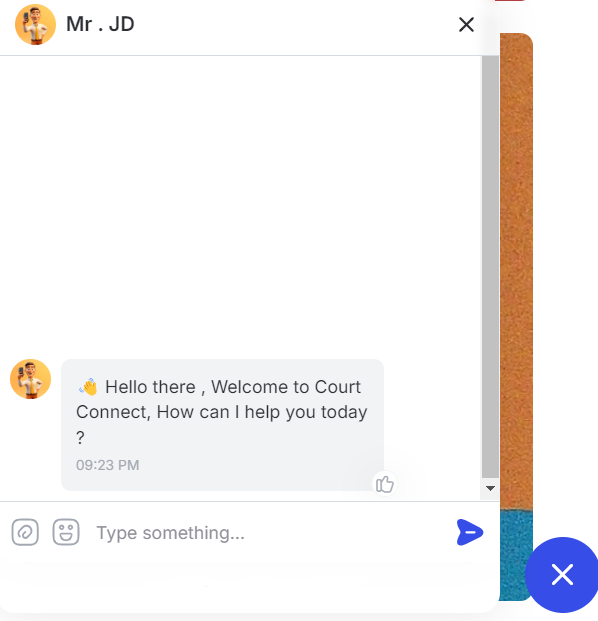 Mr . JD
👋 Hello there , Welcome to Court
Connect, How can I help you today
?
09:23 PM
Type something...